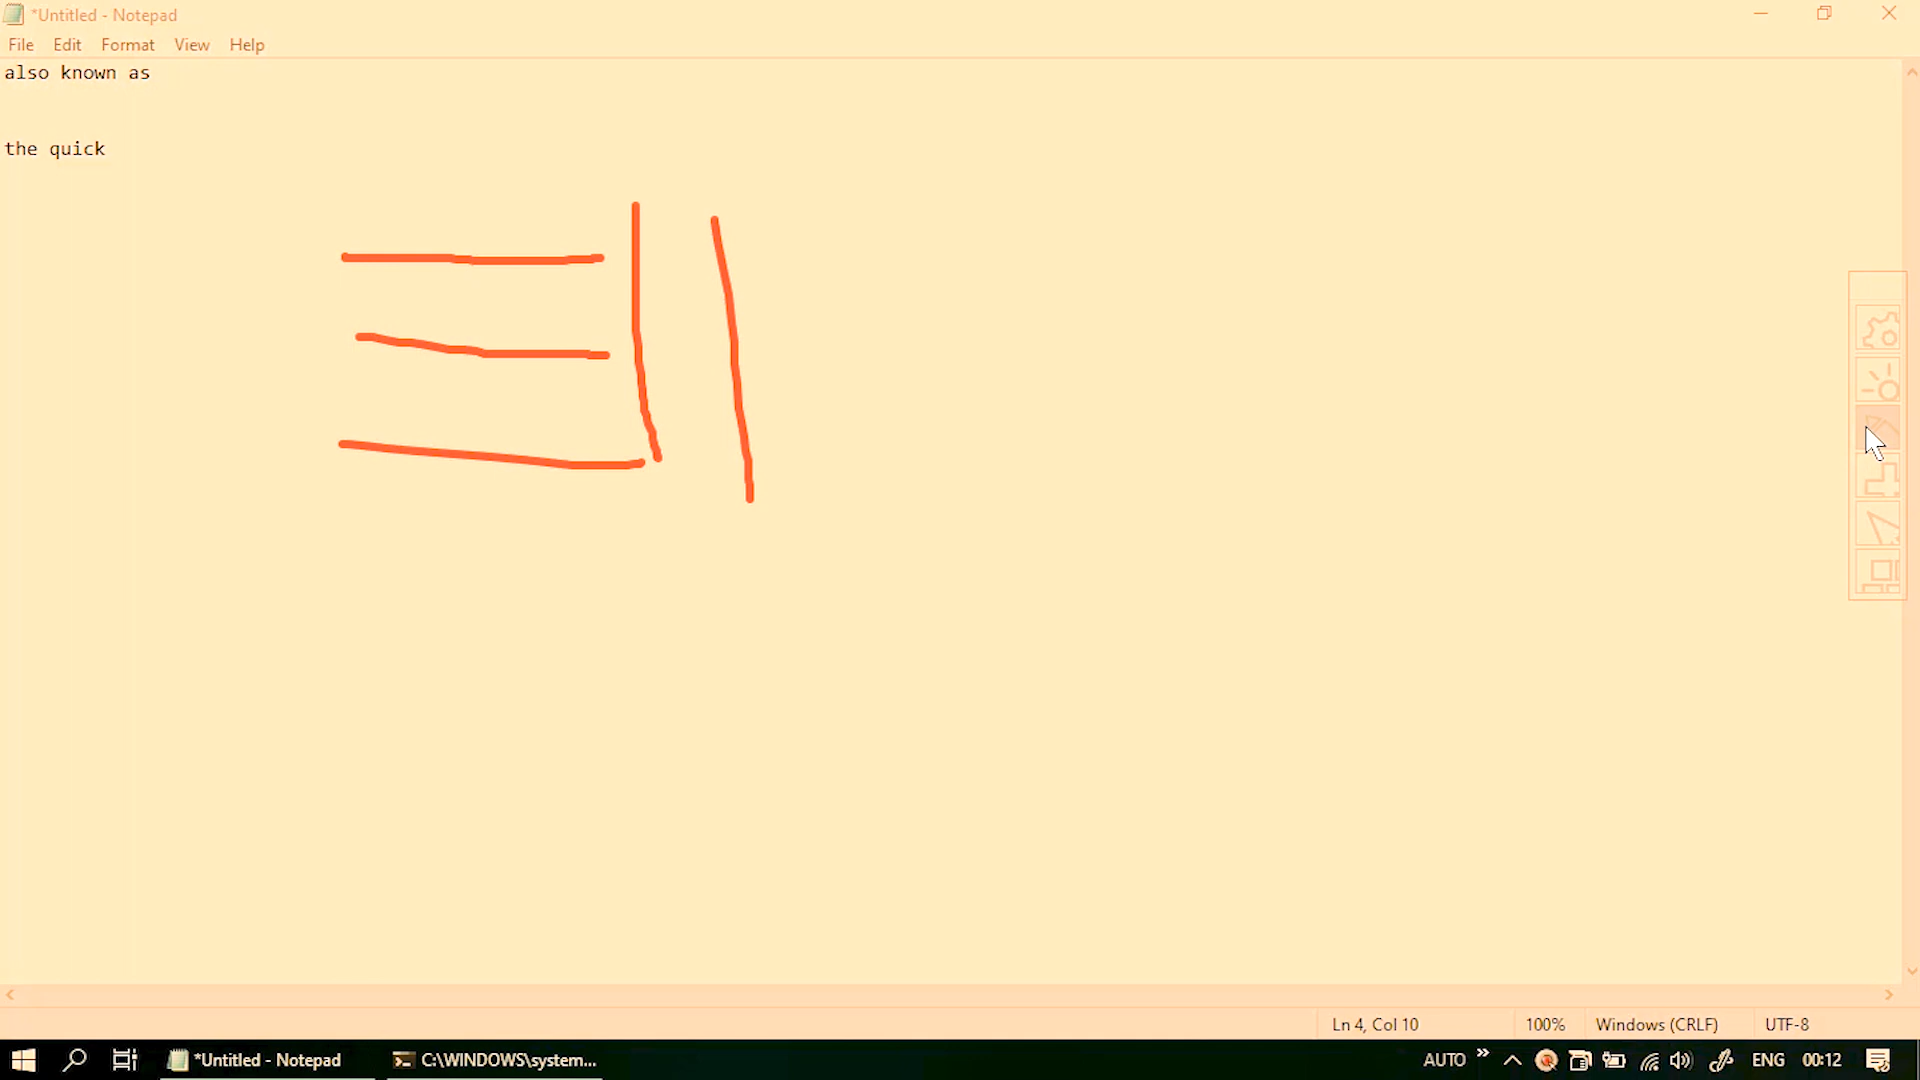 *Untitled - Notepad
File Edit Format View Help
also known as
the quick
Ln 4, Col 10 100% Windows (CRLF) UTF-8
*Untitled - Notepad C:\WINDOWS\system... AUTO » ENG 00:12